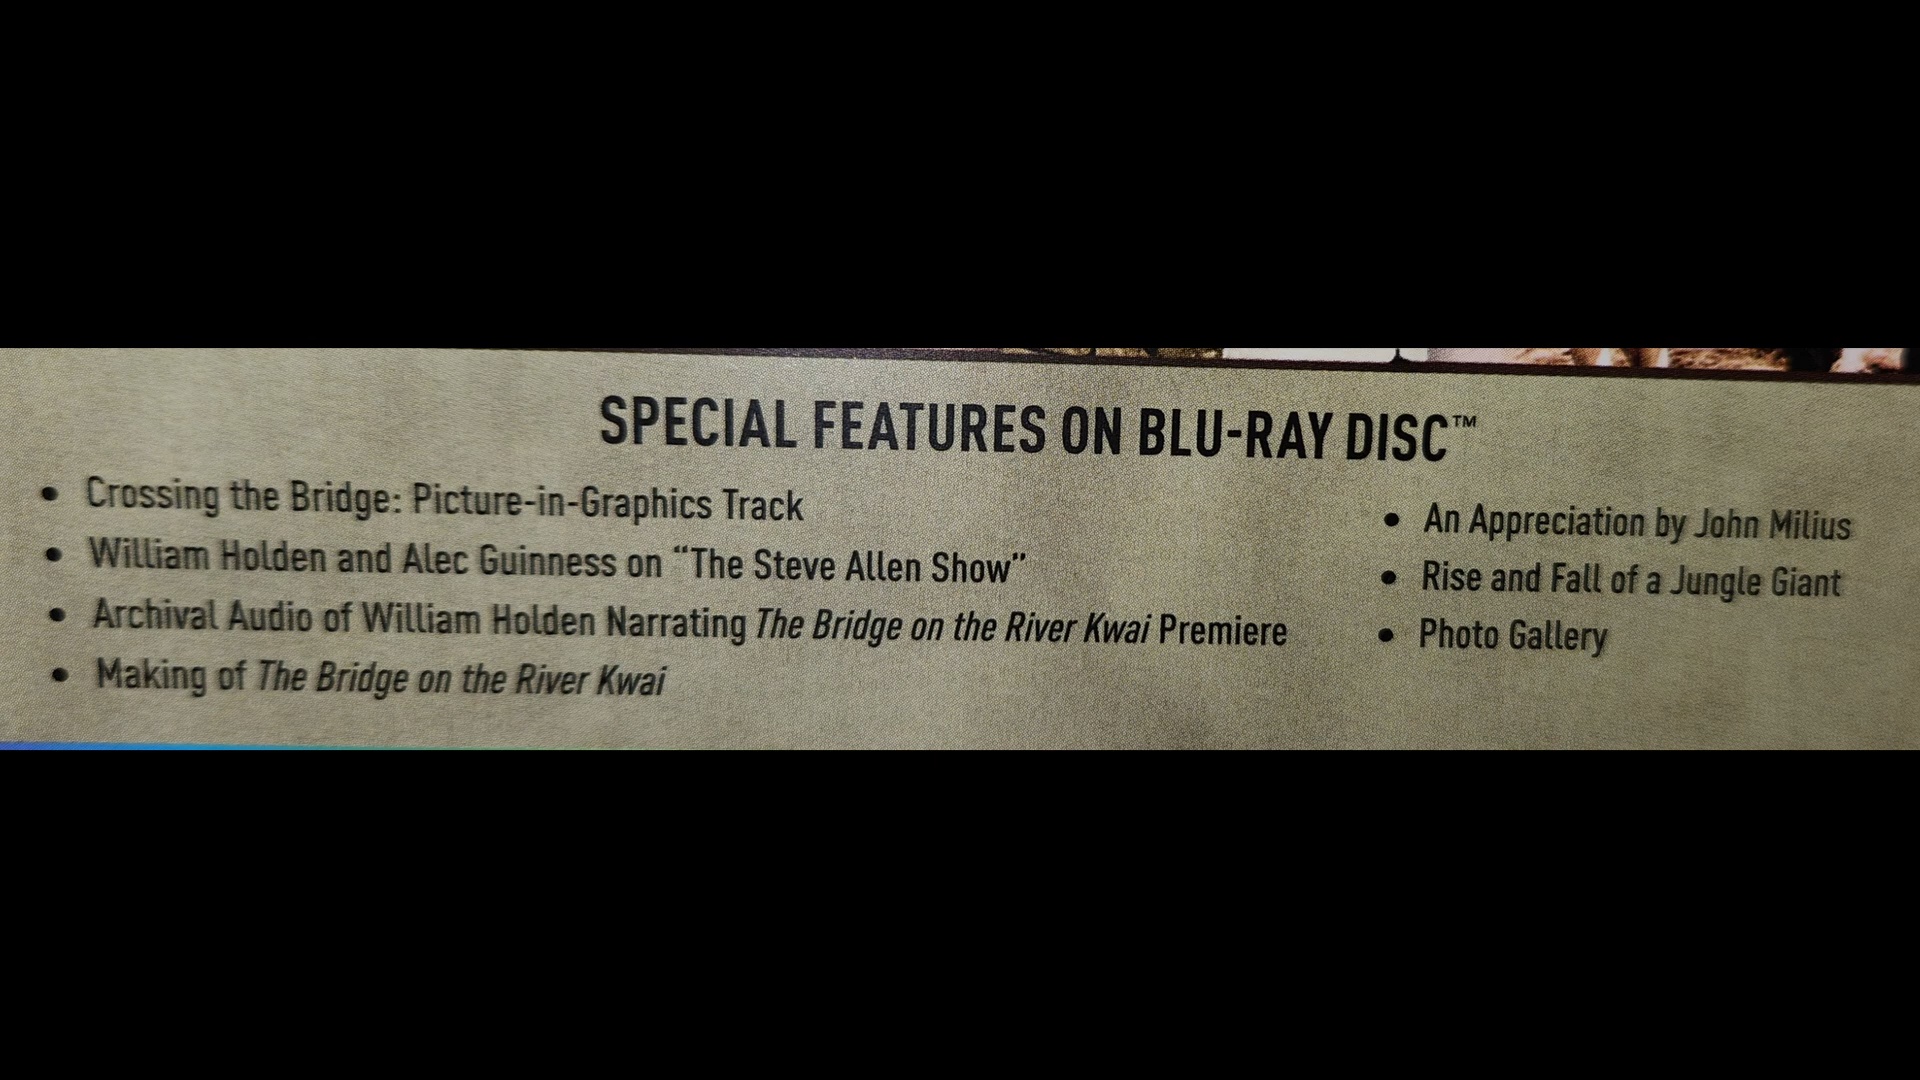 SPECIAL FEATURES ON BLU-RAY DISC™
• Crossing the Bridge: Picture-in-Graphics Track
• William Holden and Alec Guinness on “The Steve Allen Show”
• Archival Audio of William Holden Narrating The Bridge on the River Kwai Premiere
• Making of The Bridge on the River Kwai
• An Appreciation by John Milius
• Rise and Fall of a Jungle Giant
• Photo Gallery